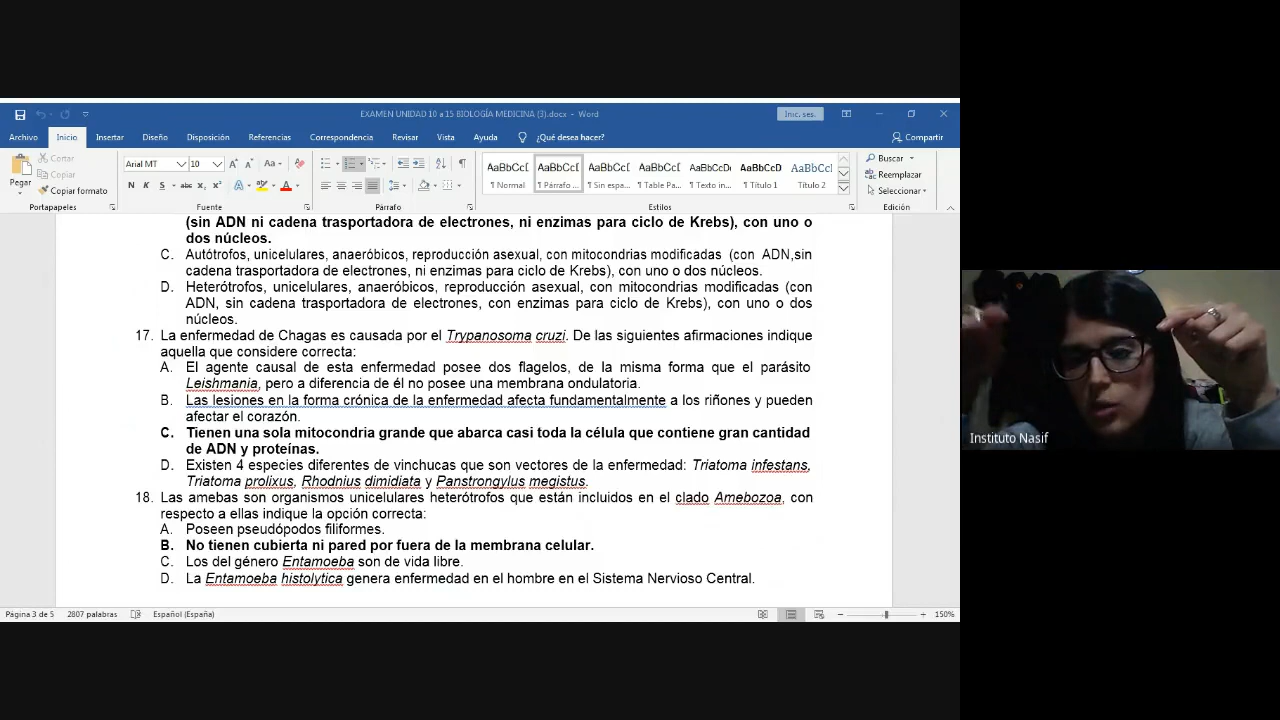 EXAMEN UNIDAD 10 a 15 BIOLOGÍA MEDICINA (3).docx - Word
Inic. ses.
Archivo Inicio Insertar Diseño Disposición Referencias Correspondencia Revisar Vista Ayuda ¿Qué desea hacer? Compartir
Pegar
Cortar
Copiar
Copiar formato
Portapapeles
Arial MT 10
N K S abc x₂ x²
Fuente
Párrafo
AaBbCcI AaBbCcI AaBbCcI AaBbCcI AaBbCcD AaBbCcD AaBbCcI
¶ Normal ¶ Párrafo ... ¶ Sin espa... ¶ Table Pa... ¶ Texto in... ¶ Título 1 Título 2
Estilos
Buscar
Reemplazar
Seleccionar
Edición
(sin ADN ni cadena trasportadora de electrones, ni enzimas para ciclo de Krebs), con uno o
dos núcleos.
C. Autótrofos, unicelulares, anaeróbicos, reproducción asexual, con mitocondrias modificadas (con ADN,sin
cadena trasportadora de electrones, ni enzimas para ciclo de Krebs), con uno o dos núcleos.
D. Heterótrofos, unicelulares, anaeróbicos, reproducción asexual, con mitocondrias modificadas (con
ADN, sin cadena trasportadora de electrones, con enzimas para ciclo de Krebs), con uno o dos
núcleos.
17. La enfermedad de Chagas es causada por el Trypanosoma cruzi. De las siguientes afirmaciones indique
aquella que considere correcta:
A. El agente causal de esta enfermedad posee dos flagelos, de la misma forma que el parásito
Leishmania, pero a diferencia de él no posee una membrana ondulatoria.
B. Las lesiones en la forma crónica de la enfermedad afecta fundamentalmente a los riñones y pueden
afectar el corazón.
C. Tienen una sola mitocondria grande que abarca casi toda la célula que contiene gran cantidad
de ADN y proteínas.
D. Existen 4 especies diferentes de vinchucas que son vectores de la enfermedad: Triatoma infestans,
Triatoma prolixus, Rhodnius dimidiata y Panstrongylus megistus.
18. Las amebas son organismos unicelulares heterótrofos que están incluidos en el clado Amebozoa, con
respecto a ellas indique la opción correcta:
A. Poseen pseudópodos filiformes.
B. No tienen cubierta ni pared por fuera de la membrana celular.
C. Los del género Entamoeba son de vida libre.
D. La Entamoeba histolytica genera enfermedad en el hombre en el Sistema Nervioso Central.
Página 3 de 5 2807 palabras Español (España) 150%
Instituto Nasif